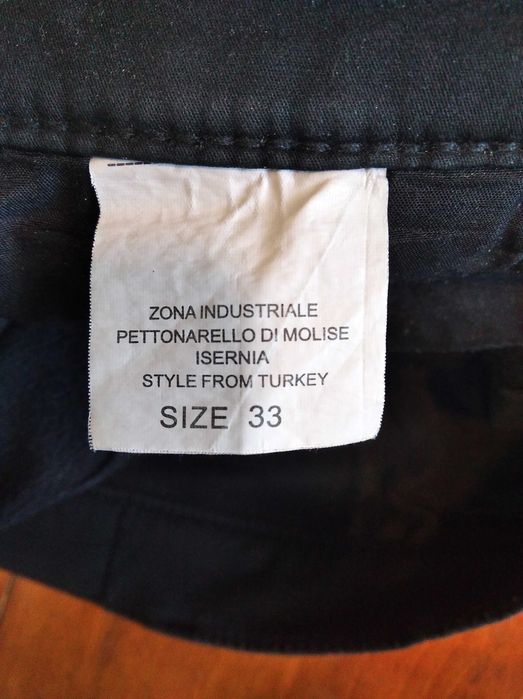 ZONA INDUSTRIALE
PETTONARELLO DI MOLISE
ISERNIA
STYLE FROM TURKEY
SIZE 33